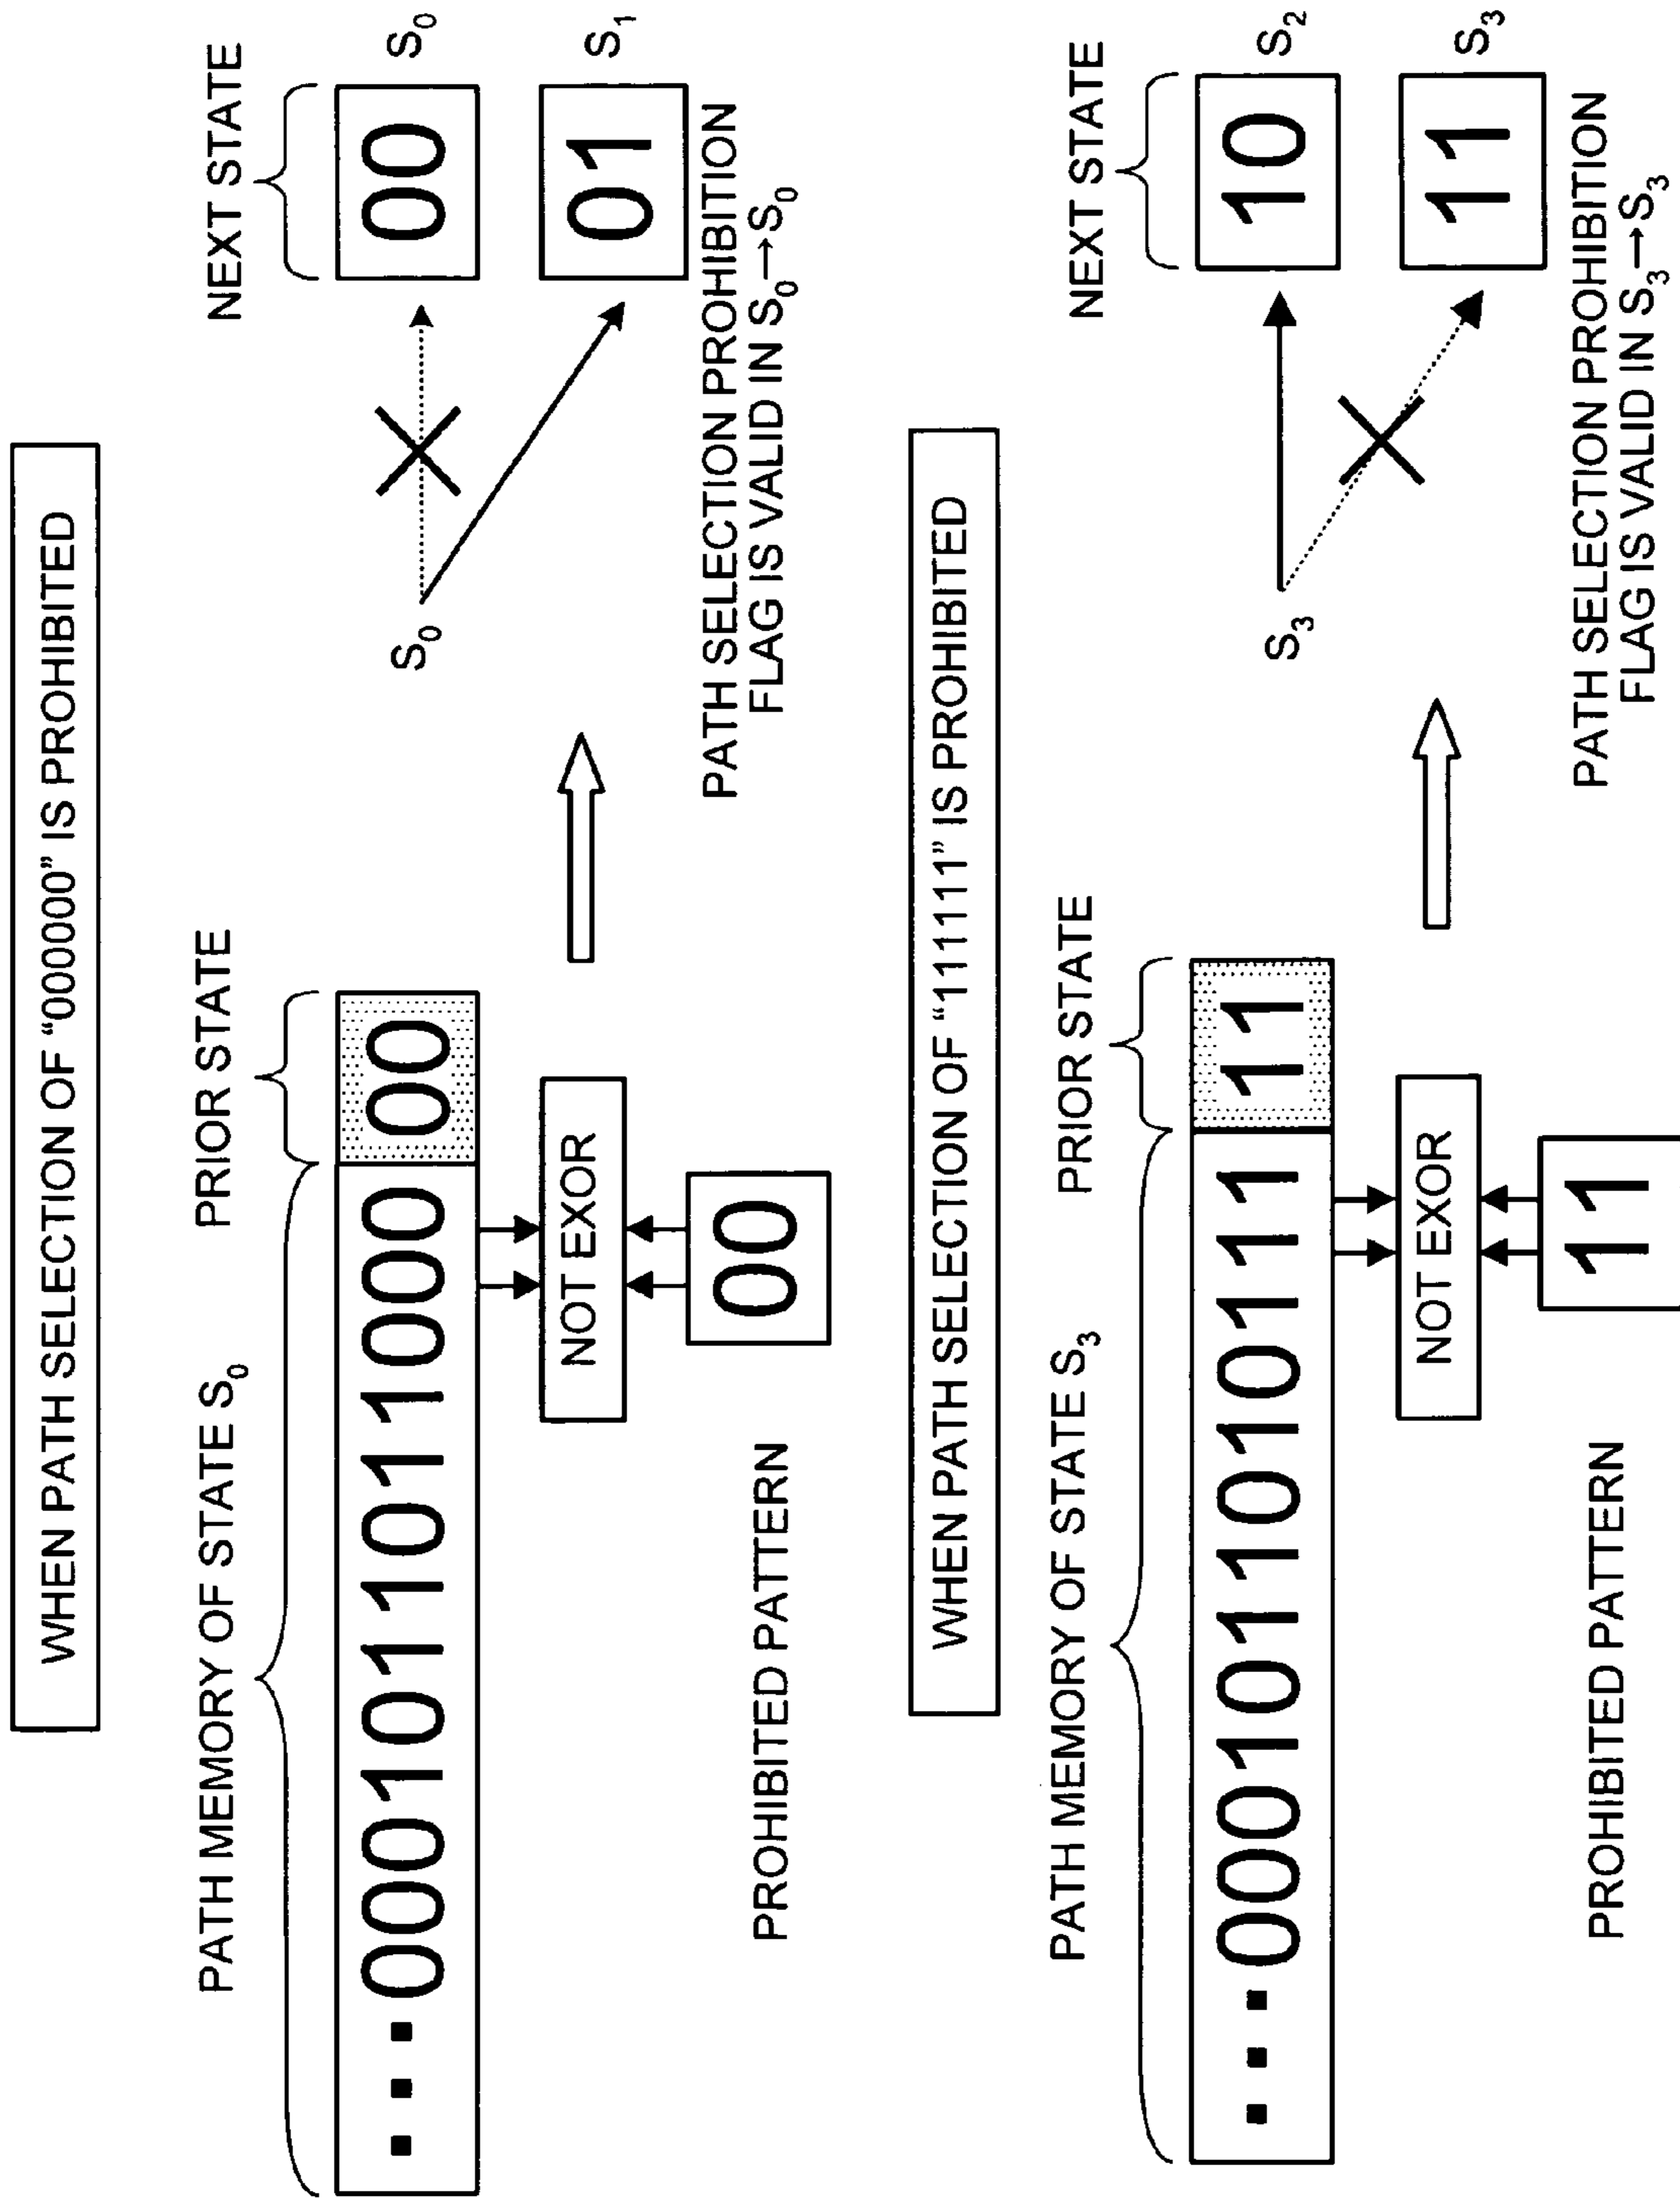 WHEN PATH SELECTION OF “000000” IS PROHIBITED
PATH MEMORY OF STATE S0
PRIOR STATE
NEXT STATE
▪ ▪ ▪ 0001011011000
00
S0
00
S0
01
S1
NOT EXOR
00
PROHIBITED PATTERN
PATH SELECTION PROHIBITION
FLAG IS VALID IN S0→S0
WHEN PATH SELECTION OF “111111” IS PROHIBITED
PATH MEMORY OF STATE S3
PRIOR STATE
NEXT STATE
▪ ▪ ▪ 0001011010111
11
S3
10
S2
11
S3
NOT EXOR
11
PROHIBITED PATTERN
PATH SELECTION PROHIBITION
FLAG IS VALID IN S3→S3